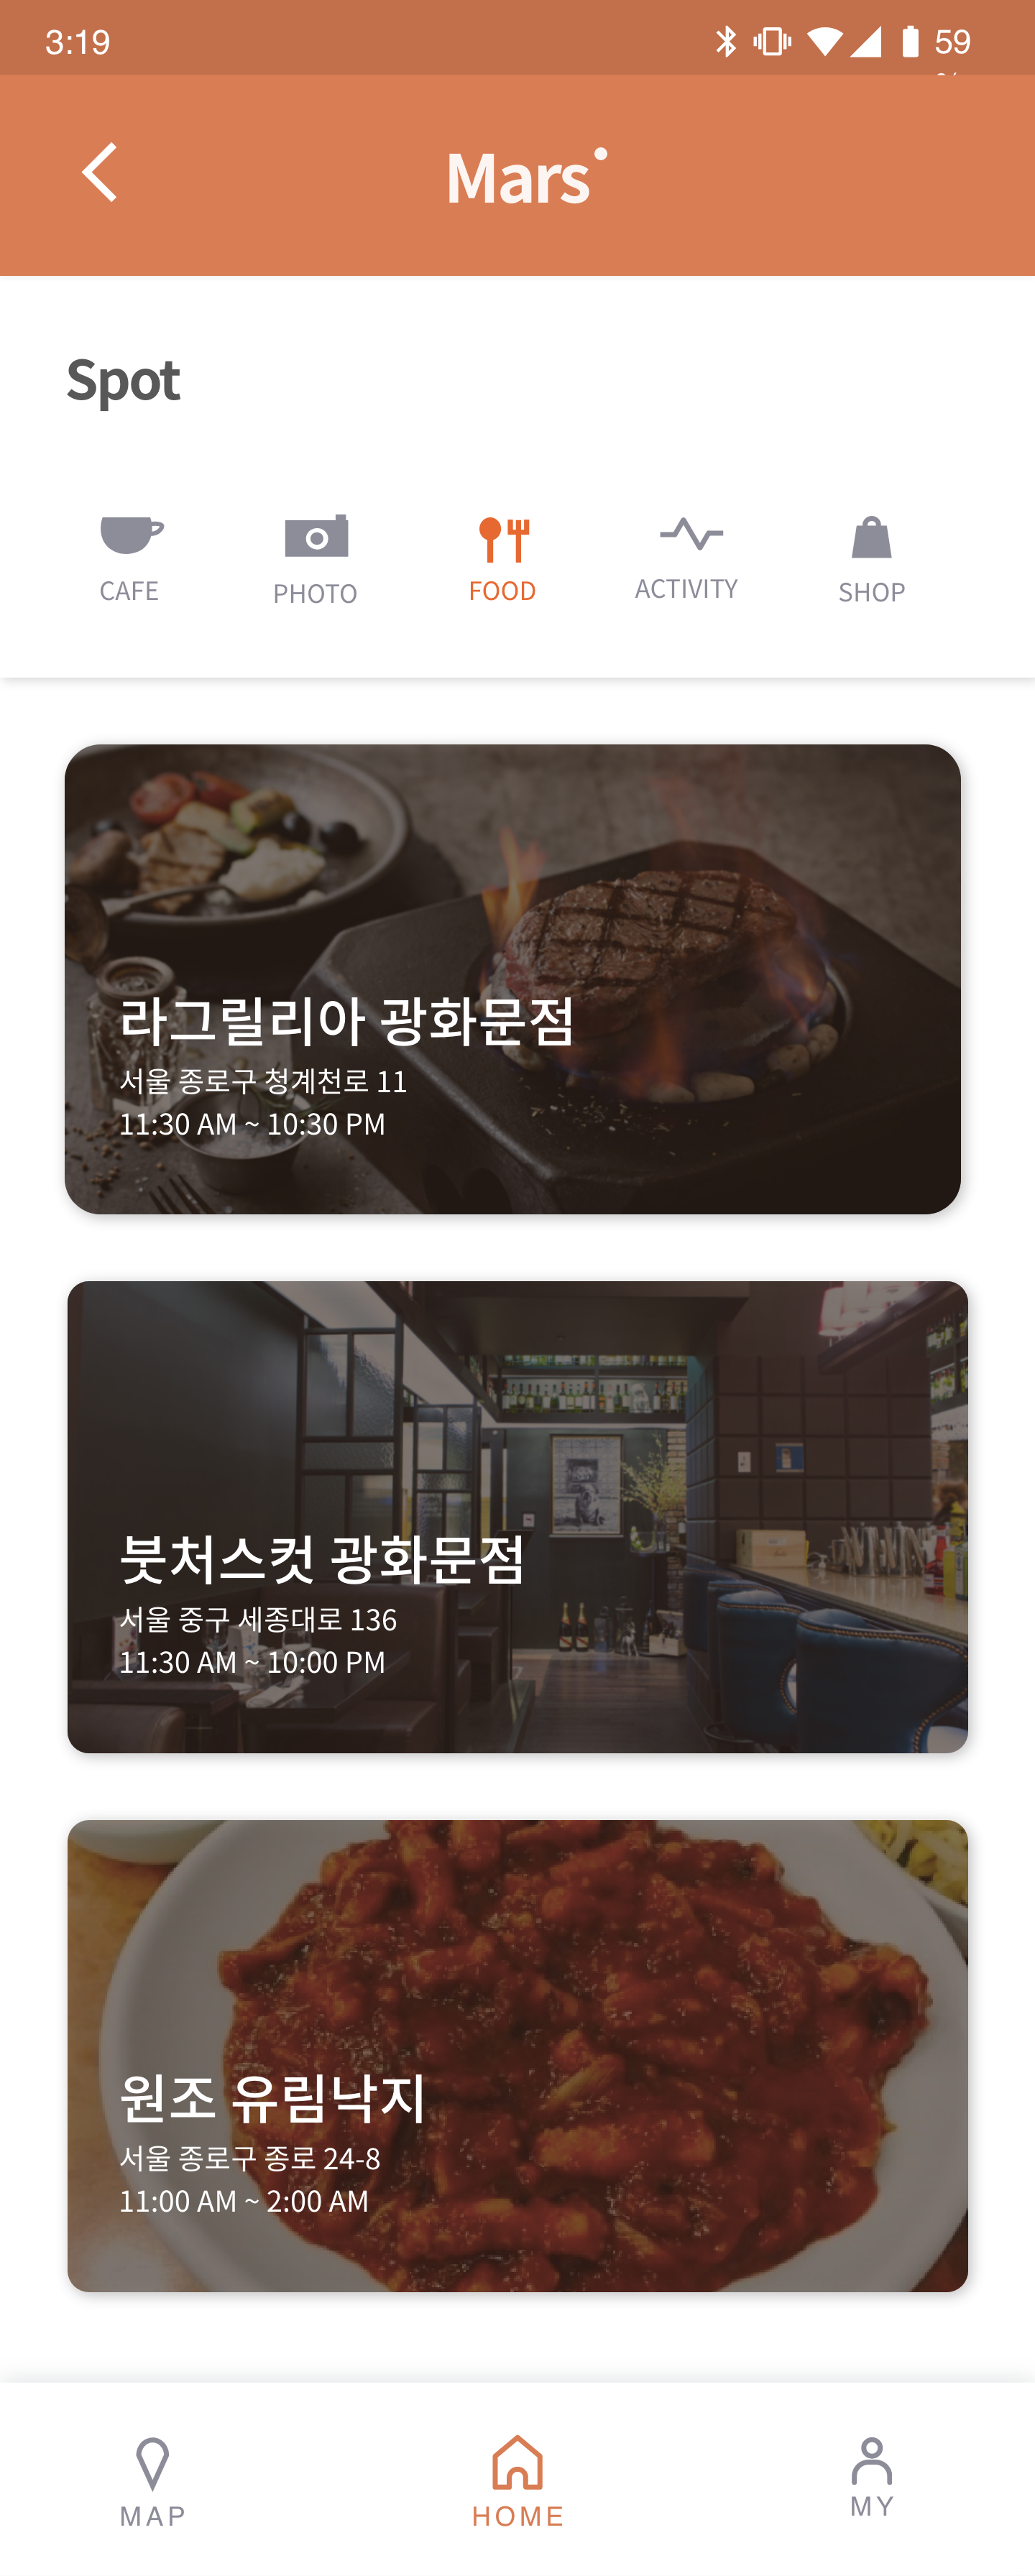 3:19
59
Mars
Spot
CAFE
PHOTO
FOOD
ACTIVITY
SHOP
라그릴리아 광화문점
서울 종로구 청계천로 11
11:30 AM ~ 10:30 PM
붓처스컷 광화문점
서울 중구 세종대로 136
11:30 AM ~ 10:00 PM
원조 유림낙지
서울 종로구 종로 24-8
11:00 AM ~ 2:00 AM
MAP
HOME
MY